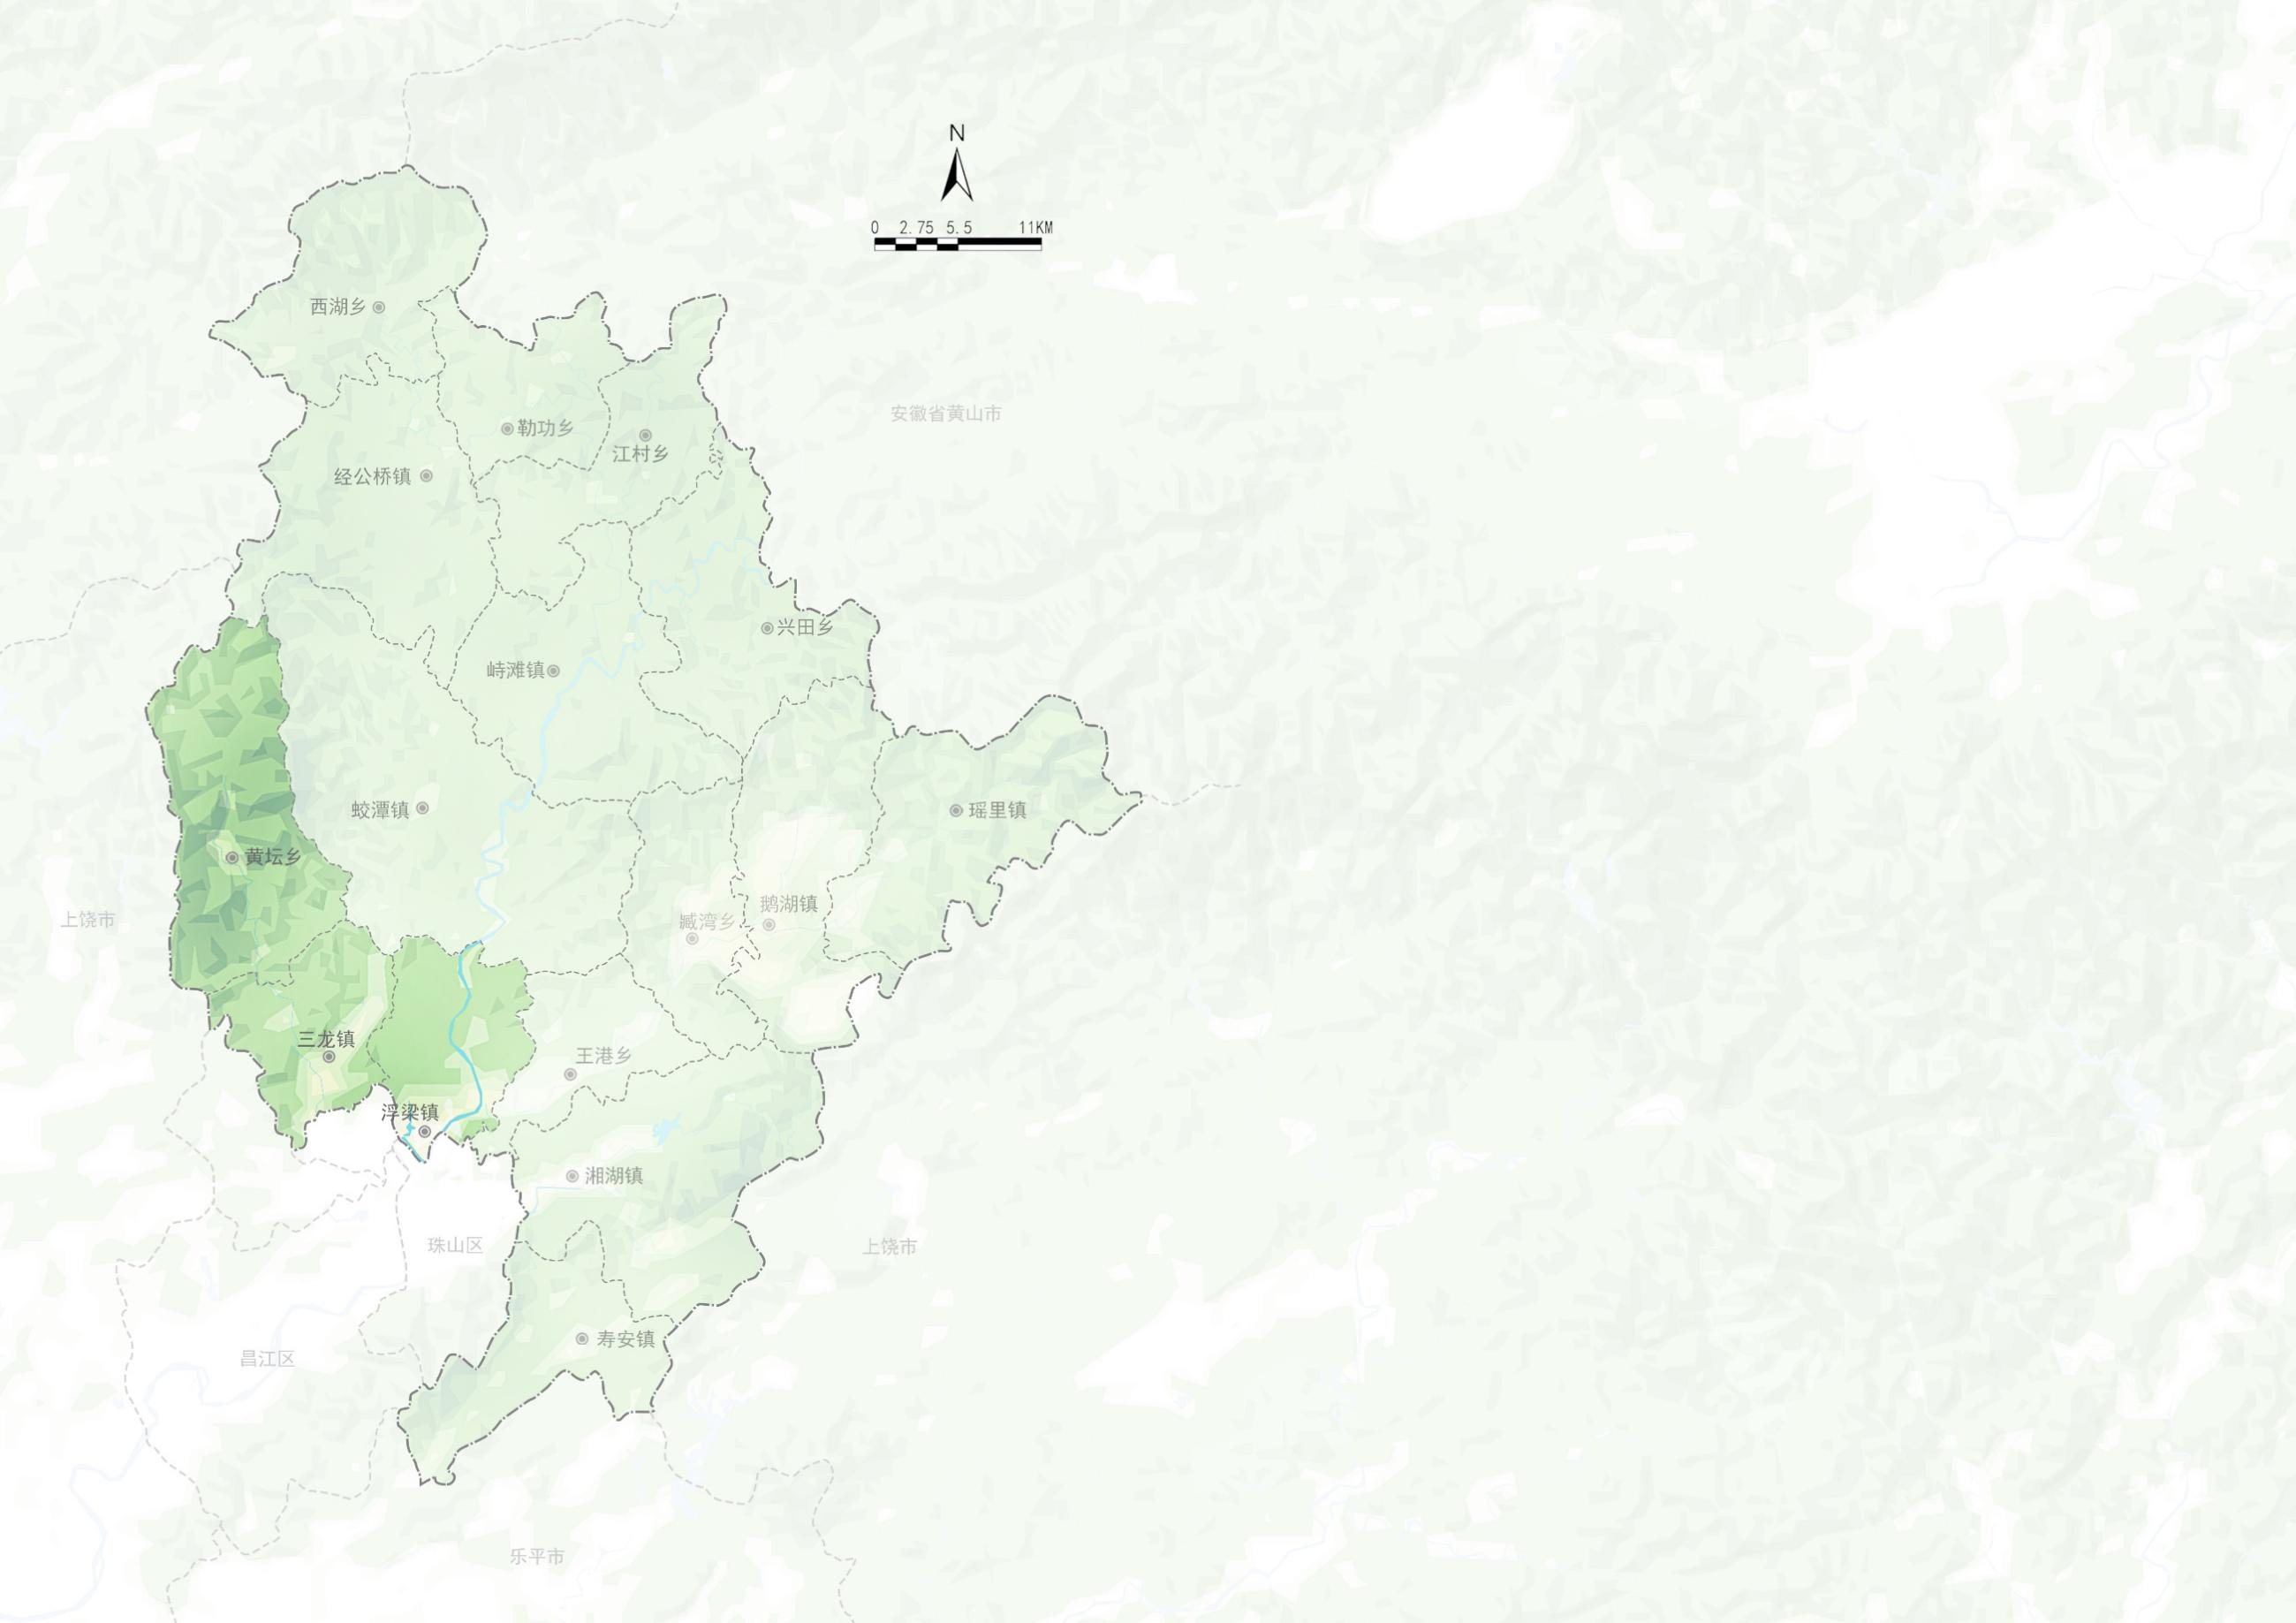 N
0 2.75 5.5 11KM
西湖乡
安徽省黄山市
勒功乡
江村乡
经公桥镇
兴田乡
峙滩镇
蛟潭镇
瑶里镇
黄坛乡
鹅湖镇
上饶市
臧湾乡
三龙镇
王港乡
浮梁镇
湘湖镇
珠山区
上饶市
寿安镇
昌江区
乐平市